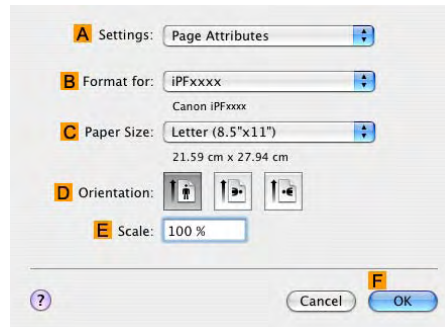 A Settings: Page Attributes
B Format for: iPFxxxx
Canon iPFxxxx
C Paper Size: Letter (8.5"x11")
21.59 cm x 27.94 cm
D Orientation:
E Scale: 100 %
F
? Cancel OK